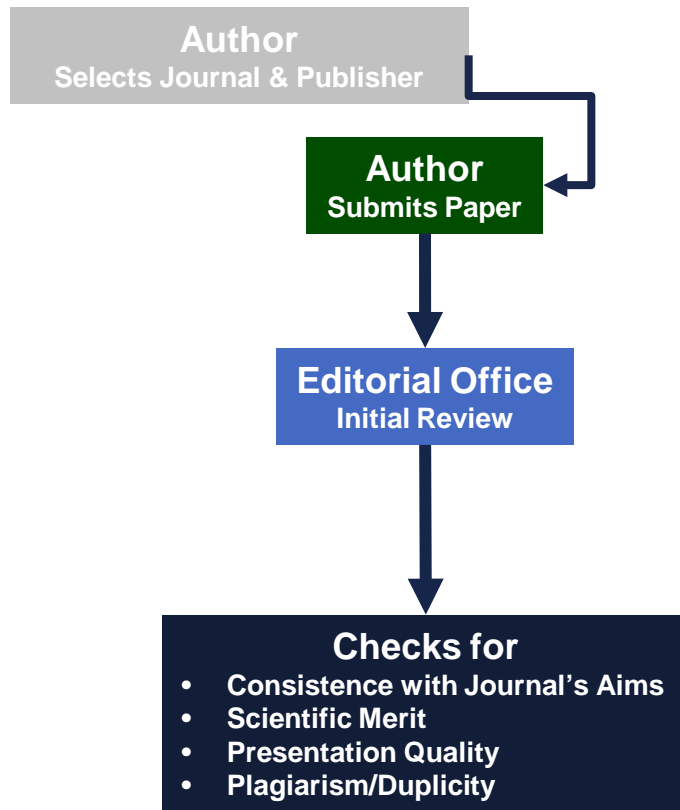 Author
Selects Journal & Publisher
Author
Submits Paper
Editorial Office
Initial Review
Checks for
• Consistence with Journal's Aims
• Scientific Merit
• Presentation Quality
• Plagiarism/Duplicity